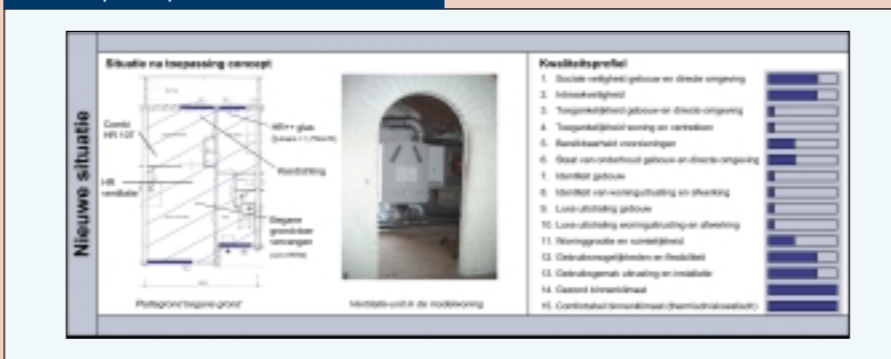 Nieuwe situatie
Situatie na toepassing concept
Combi
HR 107
HR
ventilatie
HR++ glas
Kierdichting
Begane
grondvloer
vervangen
Plattegrond begane grond
Ventilatie-unit in de modelwoning
Kwaliteitsprofiel
1. Sociale veiligheid gebouw en directe omgeving
2. Inbraakveiligheid
3. Toegankelijkheid gebouw en directe omgeving
4. Toegankelijkheid woning en vertrekken
5. Bereikbaarheid voorzieningen
6. Staat van onderhoud gebouw en directe omgeving
7. Identiteit gebouw
8. Identiteit van woninguitrusting en afwerking
9. Luxe uitstraling gebouw
10. Luxe uitstraling woninguitrusting en afwerking
11. Woninggrootte en ruimtelijkheid
12. Gebruiksmogelijkheden en flexibiliteit
13. Gebruiksgemak uitrusting en installatie
14. Gezond binnenklimaat
15. Comfortabel binnenklimaat (thermisch/akoestisch)